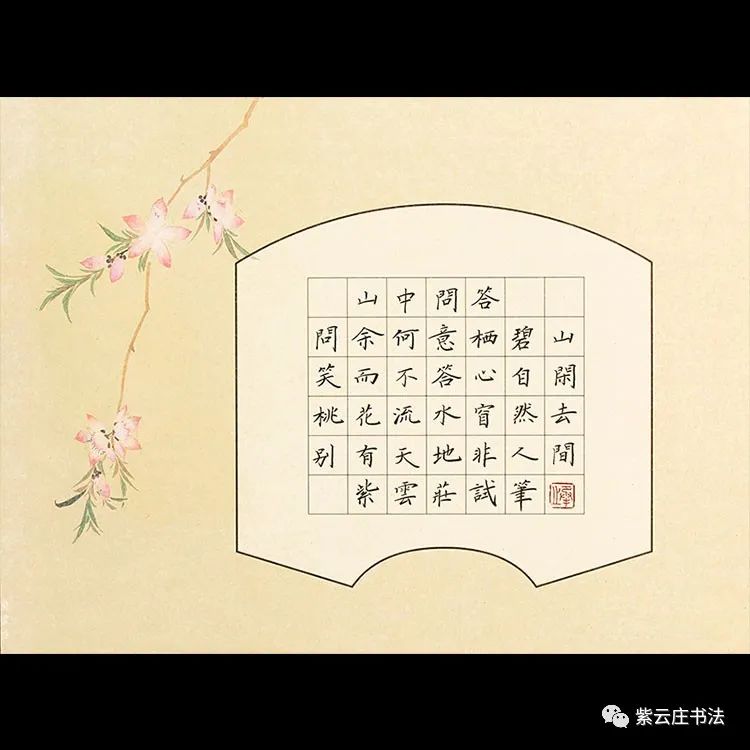 山中問答
問余何意栖碧山
笑而不答心自閑
桃花流水窅然去
别有天地非人間
紫雲莊試筆
紫云庄书法